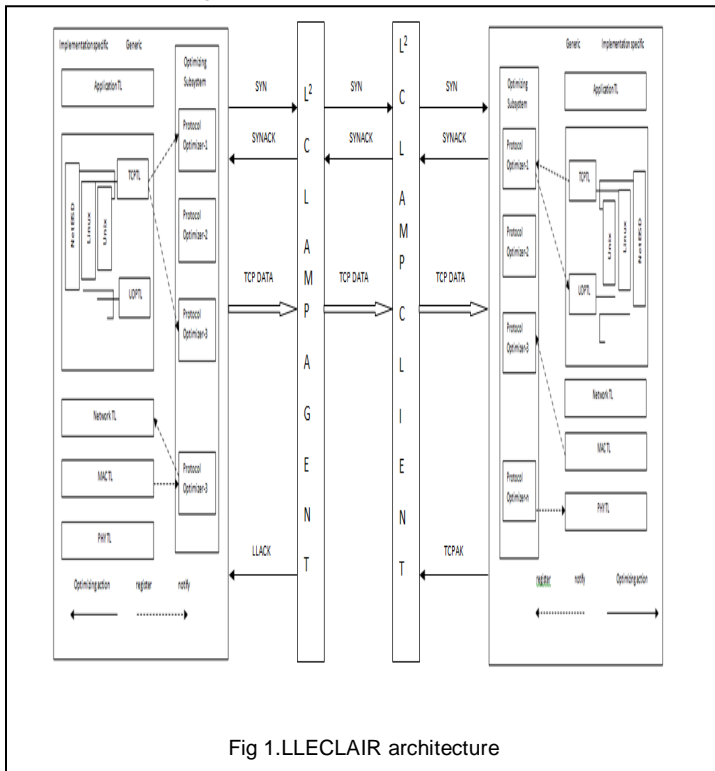 Implementation specific Generic
Optimizing
Subsystem
Application TL
Protocol
Optimizer-1
TCPTL
NetBSD
Linux
Unix
Protocol
Optimizer-2
UDPTL
Protocol
Optimizer-3
Network TL
MAC TL
Protocol
Optimizer-3
PHY TL
Optimizing action register notify
SYN
SYNACK
TCP DATA
LLACK
L²
C
L
A
M
P
A
G
E
N
T
SYN
SYNACK
TCP DATA
L²
C
L
A
M
P
C
L
I
E
N
T
SYN
SYNACK
TCP DATA
TCPAK
Generic Implementation specific
Optimizing
Subsystem
Application TL
Protocol
Optimizer-1
TCPTL
Unix
Linux
NetBSD
Protocol
Optimizer-2
UDPTL
Protocol
Optimizer-3
Network TL
MAC TL
Protocol
Optimizer-n
PHY TL
register notify Optimizing action
Fig 1.LLECLAIR architecture